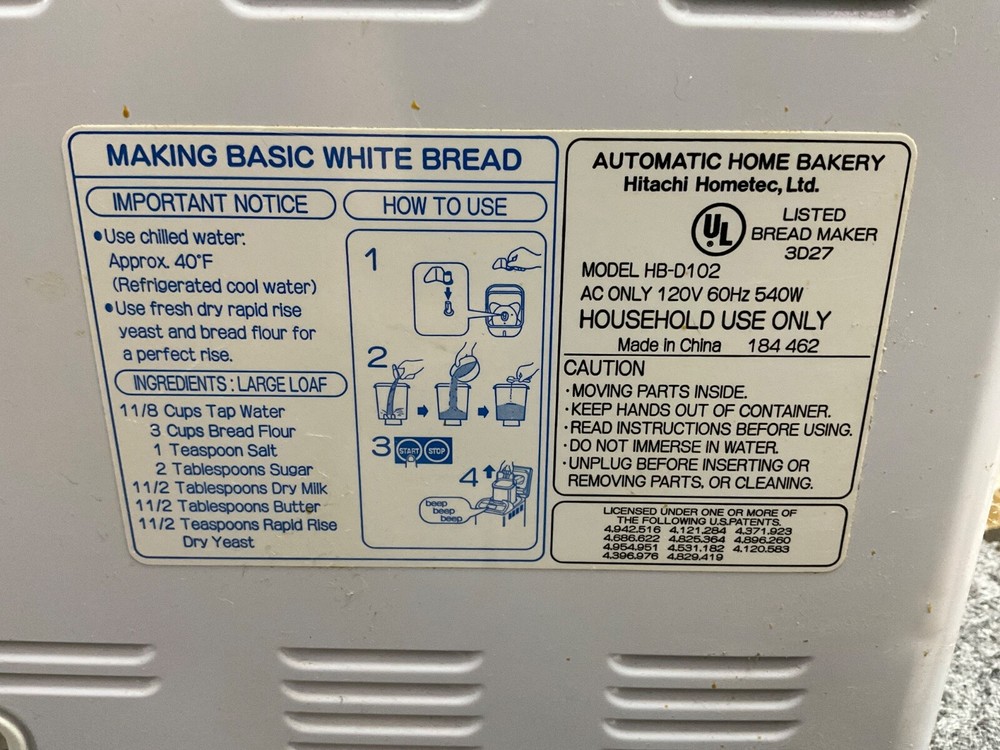 MAKING BASIC WHITE BREAD
IMPORTANT NOTICE
•Use chilled water:
Approx. 40°F
(Refrigerated cool water)
•Use fresh dry rapid rise
yeast and bread flour for
a perfect rise.
INGREDIENTS : LARGE LOAF
11/8 Cups Tap Water
3 Cups Bread Flour
1 Teaspoon Salt
2 Tablespoons Sugar
11/2 Tablespoons Dry Milk
11/2 Tablespoons Butter
11/2 Teaspoons Rapid Rise
Dry Yeast
HOW TO USE
1
2
3 START STOP
4
beep
beep
beep
AUTOMATIC HOME BAKERY
Hitachi Hometec, Ltd.
UL
LISTED
BREAD MAKER
3D27
MODEL HB-D102
AC ONLY 120V 60Hz 540W
HOUSEHOLD USE ONLY
Made in China 184 462
CAUTION
·MOVING PARTS INSIDE.
·KEEP HANDS OUT OF CONTAINER.
·READ INSTRUCTIONS BEFORE USING.
·DO NOT IMMERSE IN WATER.
·UNPLUG BEFORE INSERTING OR
REMOVING PARTS, OR CLEANING.
LICENSED UNDER ONE OR MORE OF
THE FOLLOWING U.S.PATENTS.
4.942.516 4.121.284 4.371.923
4.686.622 4.825.364 4.896.260
4.954.951 4.531.182 4.120.583
4.396.976 4.829.419